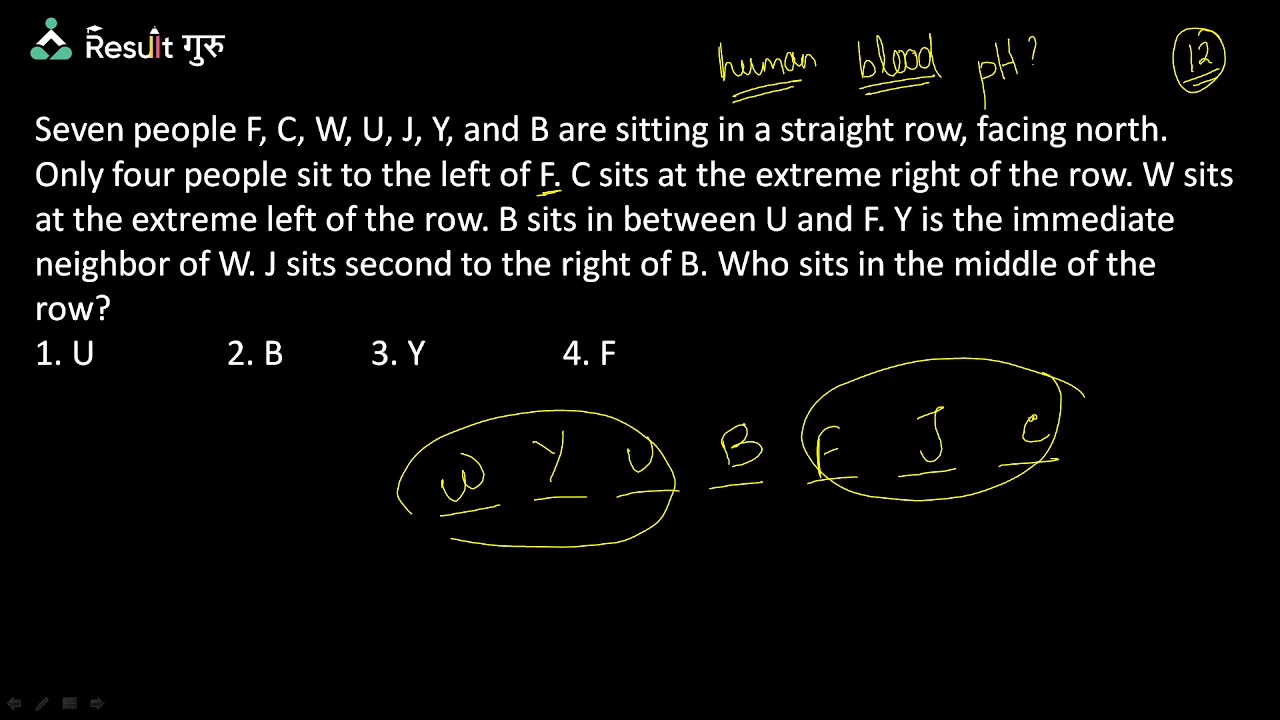 Result गुरु
human blood pH?
12
Seven people F, C, W, U, J, Y, and B are sitting in a straight row, facing north.
Only four people sit to the left of F. C sits at the extreme right of the row. W sits
at the extreme left of the row. B sits in between U and F. Y is the immediate
neighbor of W. J sits second to the right of B. Who sits in the middle of the
row?
1. U 2. B 3. Y 4. F
W Y U B F J C